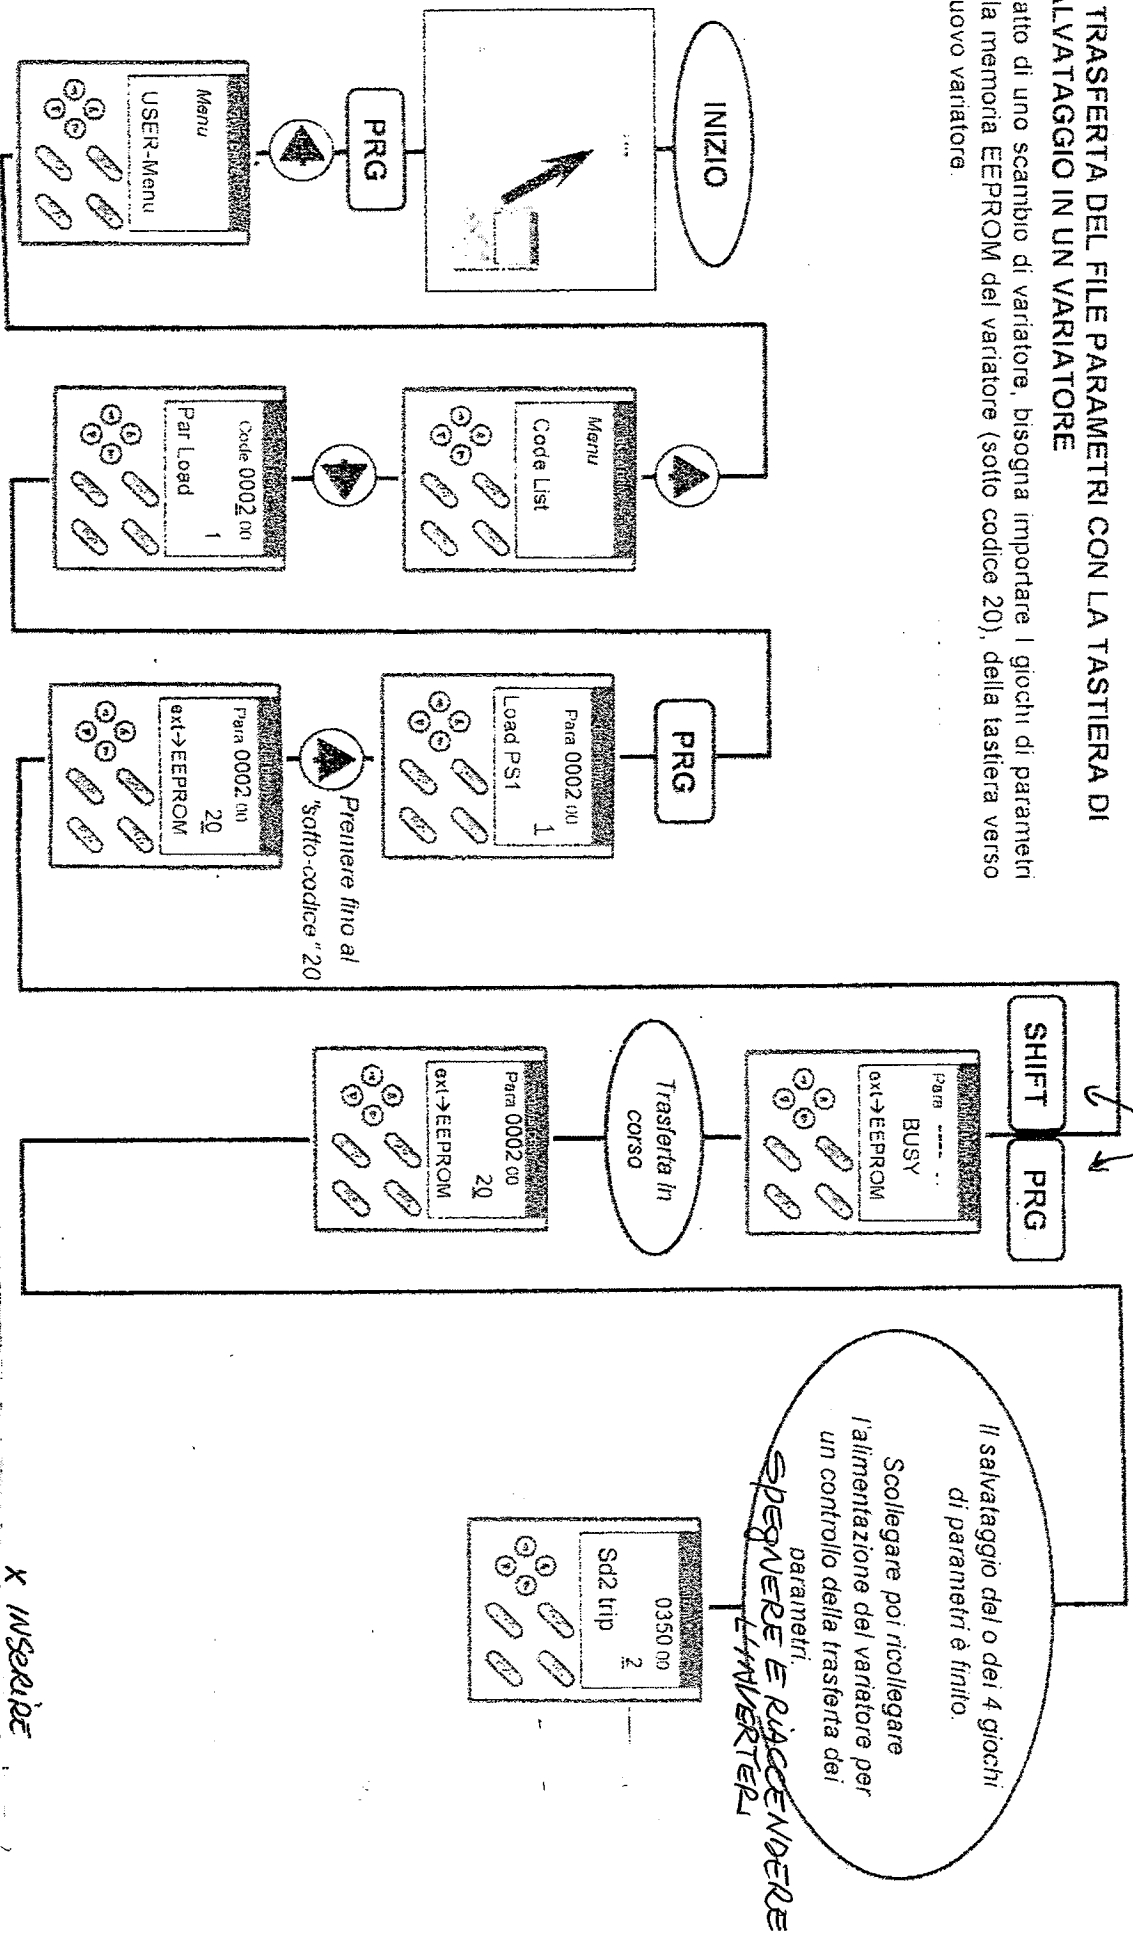 TRASFERTA DEL FILE PARAMETRI CON LA TASTIERA DI
ALVATAGGIO IN UN VARIATORE
atto di uno scambio di variatore, bisogna importare I giochi di parametri
la memoria EEPROM del variatore (sotto codice 20), della tastiera verso
uovo variatore.
INIZIO
PRG
Menu
USER-Menu
Menu
Code List
Code 0002 00
Par Load 1
PRG
Para 0002 00
1
Load PS1
Premere fino al
"sotto-codice" 20
Para 0002 00
20
ext→EEPROM
SHIFT PRG
Para ---- --
BUSY
ext→EEPROM
Trasferta in
corso
Para 0002 00
20
ext→EEPROM
Il salvataggio del o dei 4 giochi
di parametri è finito.
Scollegare poi ricollegare
l'alimentazione del variatore per
un controllo della trasferta dei
parametri.
SPEGNERE E RIACCENDERE
L'INVERTER
0350 00
2
Sd2 trip
X INSERIRE